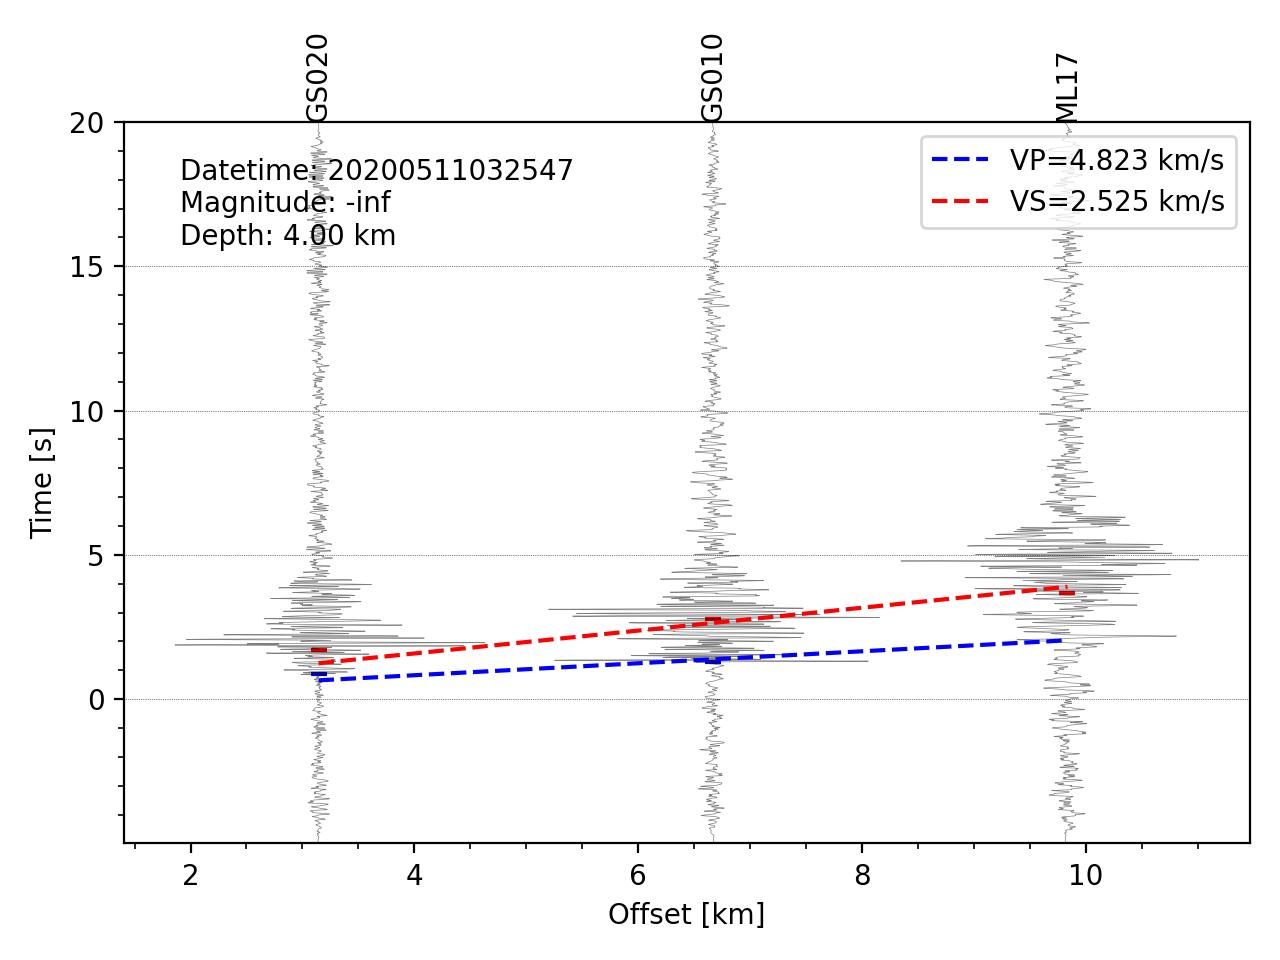 GS020
GS010
ML17
Datetime: 20200511032547
Magnitude: -inf
Depth: 4.00 km
VP=4.823 km/s
VS=2.525 km/s
20
15
10
5
0
Time [s]
2
4
6
8
10
Offset [km]